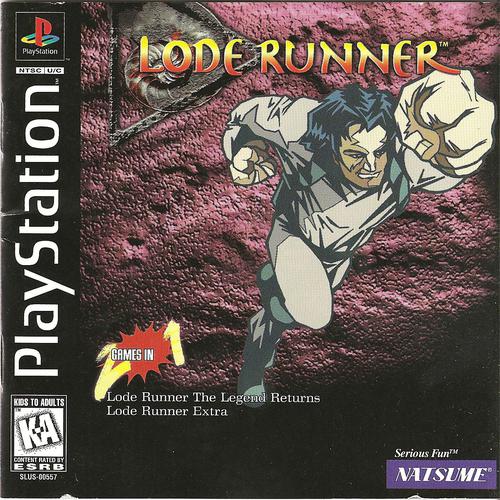 PlayStation
NTSC U/C
PlayStation
LODE RUNNER™
2 GAMES IN 1
Lode Runner The Legend Returns
Lode Runner Extra
KIDS TO ADULTS
K-A
CONTENT RATED BY
ESRB
SLUS-00557
Serious Fun™
NATSUME®